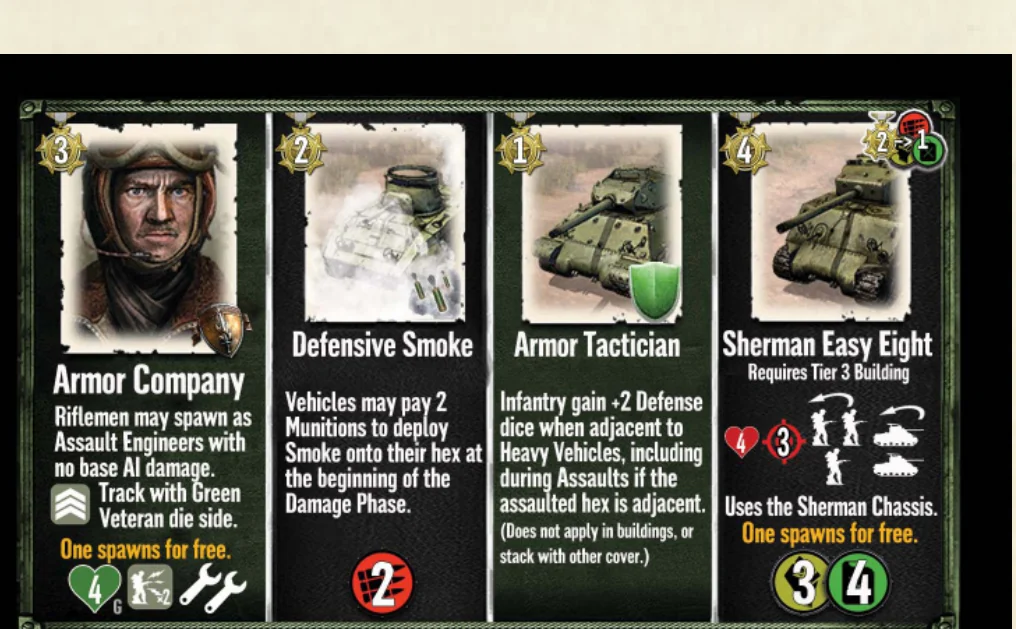 3
Armor Company
Riflemen may spawn as
Assault Engineers with
no base AI damage.
Track with Green
Veteran die side.
One spawns for free.
4
G
x2
2
Defensive Smoke
Vehicles may pay 2
Munitions to deploy
Smoke onto their hex at
the beginning of the
Damage Phase.
2
1
Armor Tactician
Infantry gain +2 Defense
dice when adjacent to
Heavy Vehicles, including
during Assaults if the
assaulted hex is adjacent.
(Does not apply in buildings, or
stack with other cover.)
4
2 -> 1
Sherman Easy Eight
Requires Tier 3 Building
4 3
Uses the Sherman Chassis.
One spawns for free.
3 4